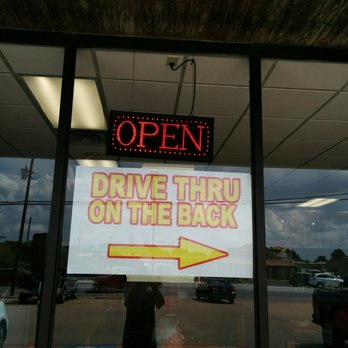 OPEN
DRIVE THRU
ON THE BACK